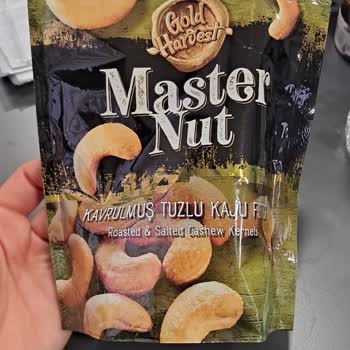 Gold
Harvest
Master
Nut
KAVRULMUŞ TUZLU KAJU
Roasted & Salted Cashew Kernels